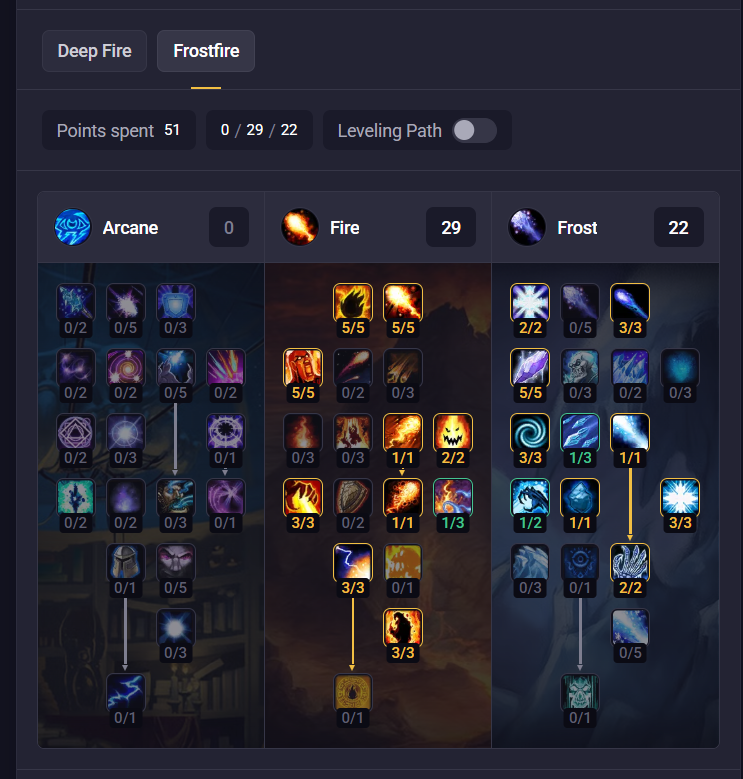 Deep Fire Frostfire
Points spent 51 0 / 29 / 22 Leveling Path
Arcane 0 Fire 29 Frost 22
0/2 0/5 0/3 5/5 5/5 2/2 0/5 3/3
0/2 0/2 0/5 0/2 5/5 0/2 0/3 5/5 0/3 0/2 0/3
0/2 0/3 0/1 0/3 0/3 1/1 2/2 3/3 1/3 1/1
0/2 0/2 0/3 0/1 3/3 0/2 1/1 1/3 1/2 1/1 3/3
0/1 0/5 3/3 0/1 0/3 0/1 2/2
0/3 3/3 0/5
0/1 0/1 0/1